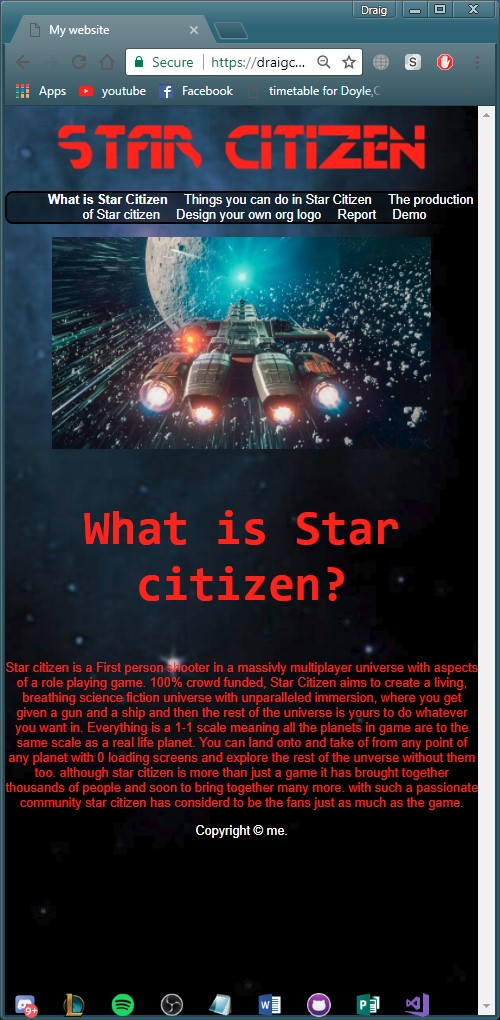 Draig
My website
Secure
https://draigc...
S
Apps
youtube
Facebook
timetable for Doyle,C
STAR CITIZEN
What is Star Citizen Things you can do in Star Citizen The production
of Star citizen Design your own org logo Report Demo
What is Star
citizen?
Star citizen is a First person shooter in a massivly multiplayer universe with aspects
of a role playing game. 100% crowd funded, Star Citizen aims to create a living,
breathing science fiction universe with unparalleled immersion, where you get
given a gun and a ship and then the rest of the universe is yours to do whatever
you want in. Everything is a 1-1 scale meaning all the planets in game are to the
same scale as a real life planet. You can land onto and take of from any point of
any planet with 0 loading screens and explore the rest of the unverse without them
too. although star citizen is more than just a game it has brought together
thousands of people and soon to bring together many more. with such a passionate
community star citizen has considerd to be the fans just as much as the game.
Copyright © me.
9+